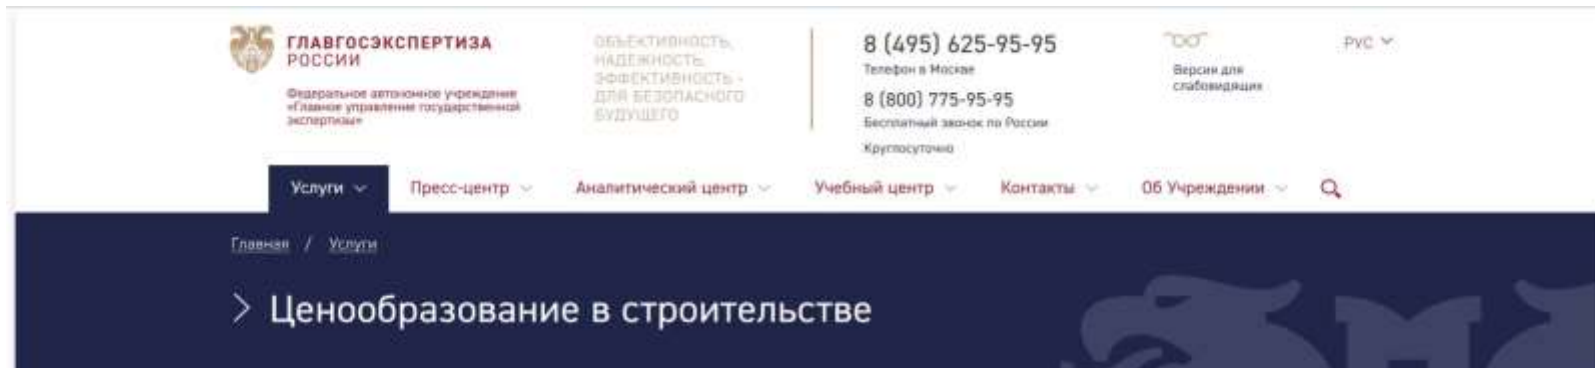 ГЛАВГОСЭКСПЕРТИЗА
РОССИИ
Федеральное автономное учреждение
«Главное управление государственной
экспертизы»
ОБЪЕКТИВНОСТЬ,
НАДЕЖНОСТЬ,
ЭФФЕКТИВНОСТЬ -
ДЛЯ БЕЗОПАСНОГО
БУДУЩЕГО
8 (495) 625-95-95
Телефон в Москве
8 (800) 775-95-95
Бесплатный звонок по России
Круглосуточно
Версия для
слабовидящих
РУС
Услуги
Пресс-центр
Аналитический центр
Учебный центр
Контакты
Об Учреждении
Главная / Услуги
Ценообразование в строительстве